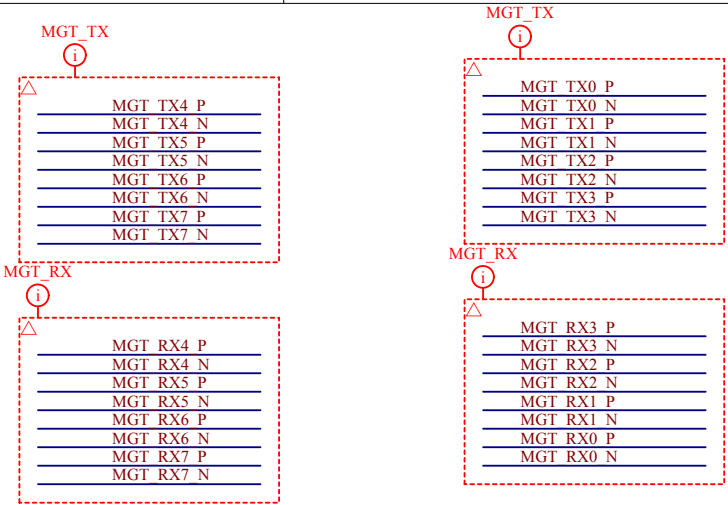 MGT_TX
i
MGT_TX4_P
MGT_TX4_N
MGT_TX5_P
MGT_TX5_N
MGT_TX6_P
MGT_TX6_N
MGT_TX7_P
MGT_TX7_N
MGT_RX
i
MGT_RX4_P
MGT_RX4_N
MGT_RX5_P
MGT_RX5_N
MGT_RX6_P
MGT_RX6_N
MGT_RX7_P
MGT_RX7_N
MGT_TX
i
MGT_TX0_P
MGT_TX0_N
MGT_TX1_P
MGT_TX1_N
MGT_TX2_P
MGT_TX2_N
MGT_TX3_P
MGT_TX3_N
MGT_RX
i
MGT_RX3_P
MGT_RX3_N
MGT_RX2_P
MGT_RX2_N
MGT_RX1_P
MGT_RX1_N
MGT_RX0_P
MGT_RX0_N